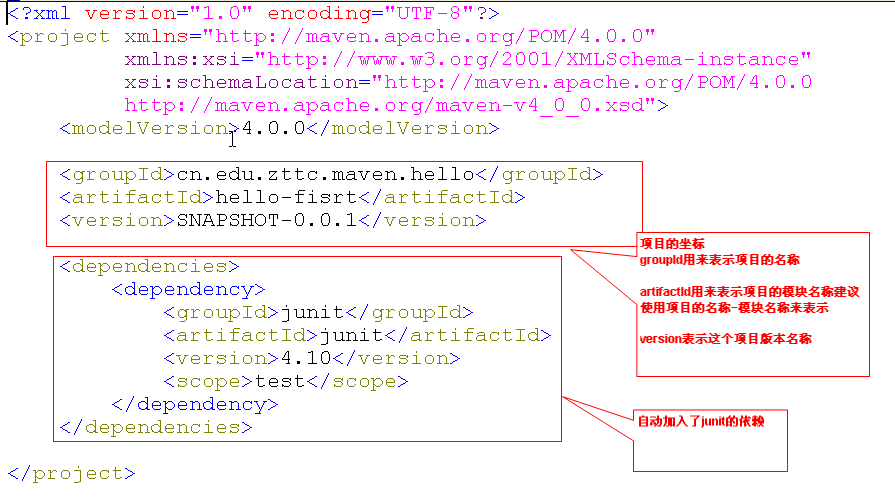 <?xml version="1.0" encoding="UTF-8"?>
<project xmlns="http://maven.apache.org/POM/4.0.0"
xmlns:xsi="http://www.w3.org/2001/XMLSchema-instance"
xsi:schemaLocation="http://maven.apache.org/POM/4.0.0
http://maven.apache.org/maven-v4_0_0.xsd">
<modelVersion>4.0.0</modelVersion>
<groupId>cn.edu.zttc.maven.hello</groupId>
<artifactId>hello-fisrt</artifactId>
<version>SNAPSHOT-0.0.1</version>
项目的坐标
groupId用来表示项目的名称
artifactId用来表示项目的模块名称建议
使用项目的名称-模块名称来表示
version表示这个项目版本名称
<dependencies>
<dependency>
<groupId>junit</groupId>
<artifactId>junit</artifactId>
<version>4.10</version>
<scope>test</scope>
</dependency>
</dependencies>
自动加入了junit的依赖
</project>